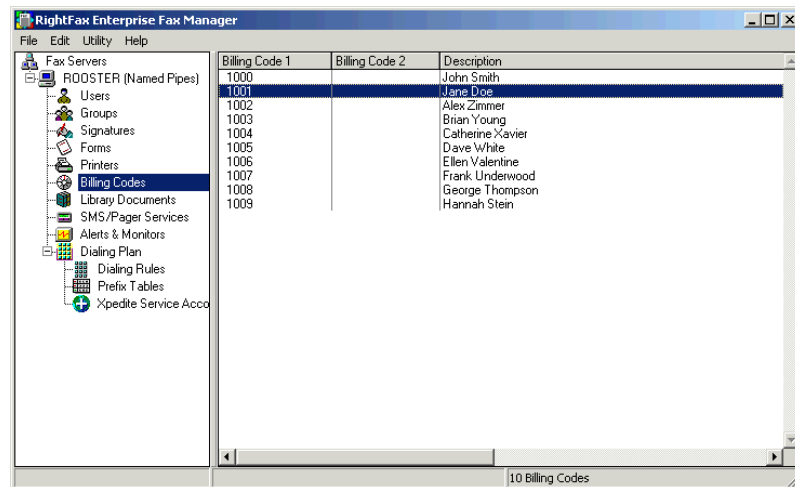 RightFax Enterprise Fax Manager
File Edit Utility Help
Fax Servers
ROOSTER (Named Pipes)
Users
Groups
Signatures
Forms
Printers
Billing Codes
Library Documents
SMS/Pager Services
Alerts & Monitors
Dialing Plan
Dialing Rules
Prefix Tables
Xpedite Service Acco
Billing Code 1 Billing Code 2 Description
1000 John Smith
1001 Jane Doe
1002 Alex Zimmer
1003 Brian Young
1004 Catherine Xavier
1005 Dave White
1006 Ellen Valentine
1007 Frank Underwood
1008 George Thompson
1009 Hannah Stein
10 Billing Codes